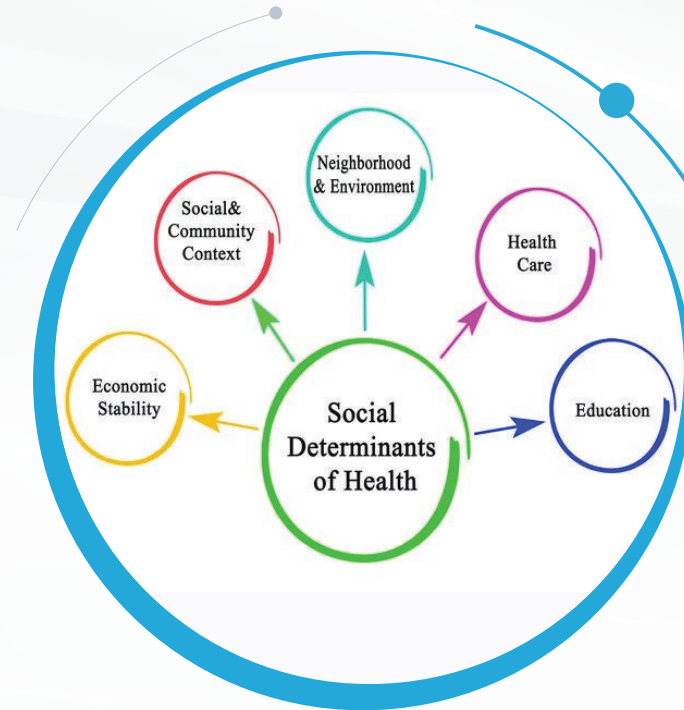 Neighborhood
& Environment
Social&
Community
Context
Health
Care
Economic
Stability
Education
Social
Determinants
of Health